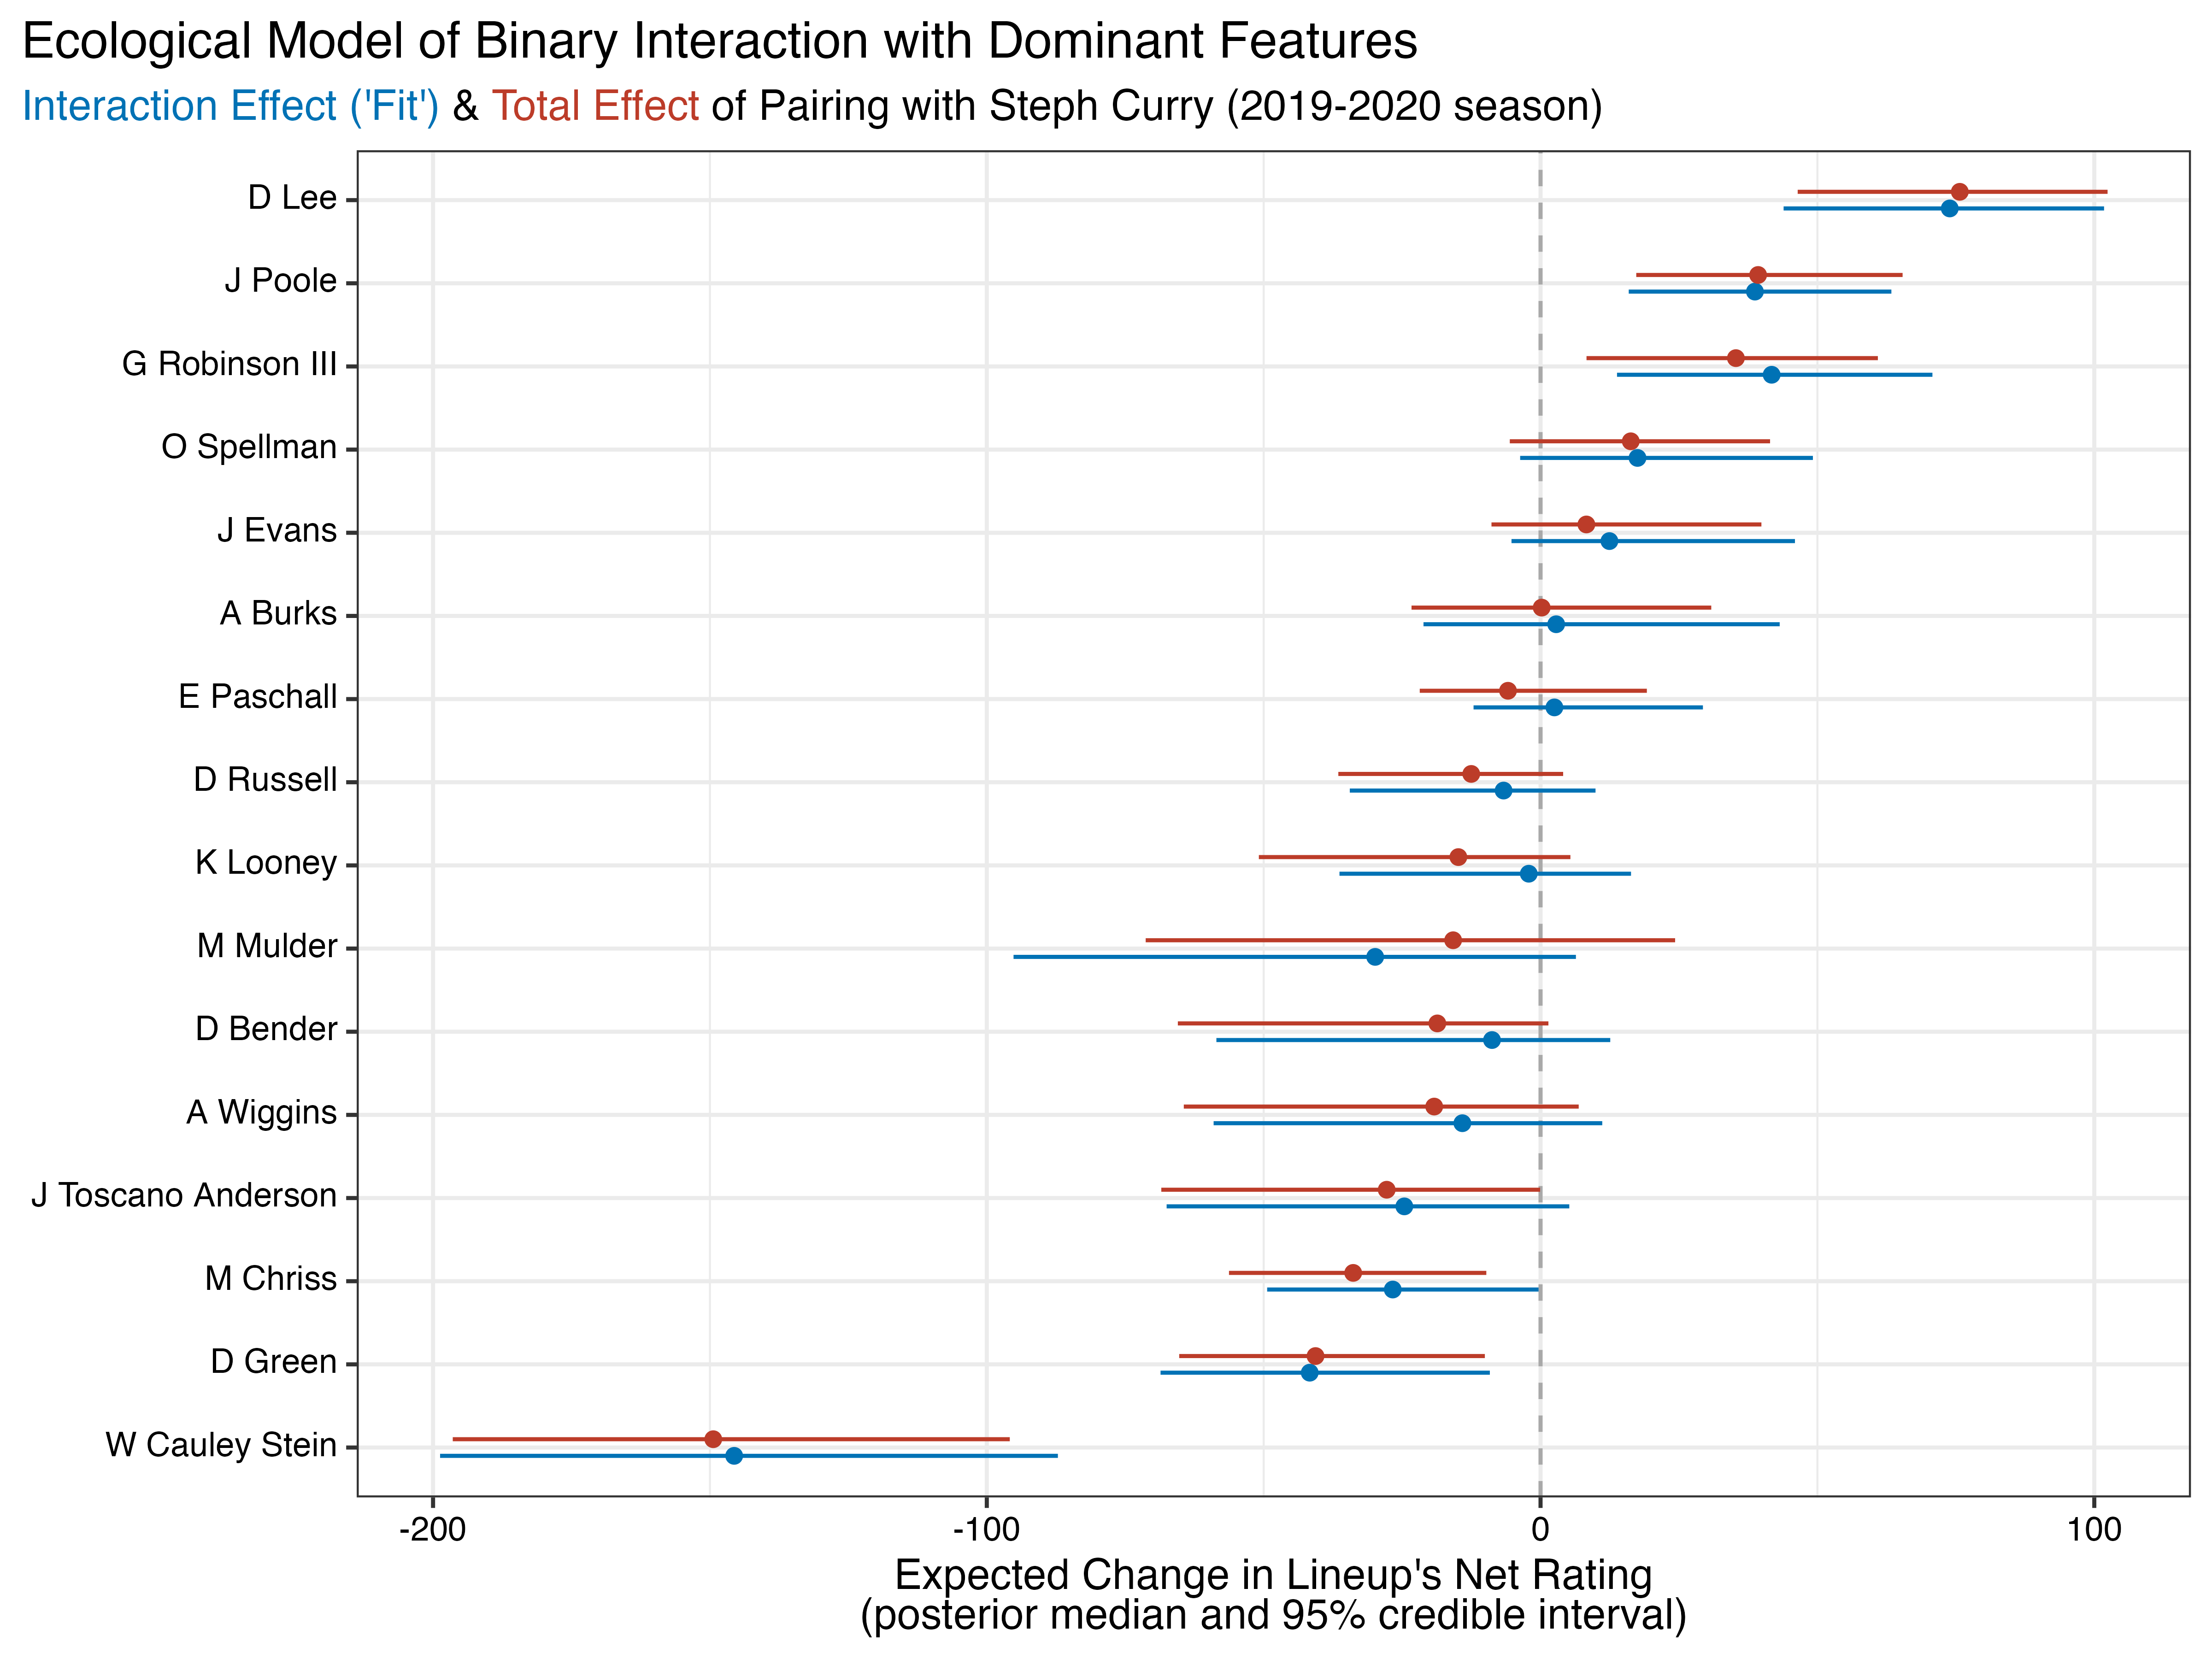 Ecological Model of Binary Interaction with Dominant Features
Interaction Effect ('Fit') & Total Effect of Pairing with Steph Curry (2019-2020 season)
D Lee
J Poole
G Robinson III
O Spellman
J Evans
A Burks
E Paschall
D Russell
K Looney
M Mulder
D Bender
A Wiggins
J Toscano Anderson
M Chriss
D Green
W Cauley Stein
-200 -100 0 100
Expected Change in Lineup's Net Rating
(posterior median and 95% credible interval)